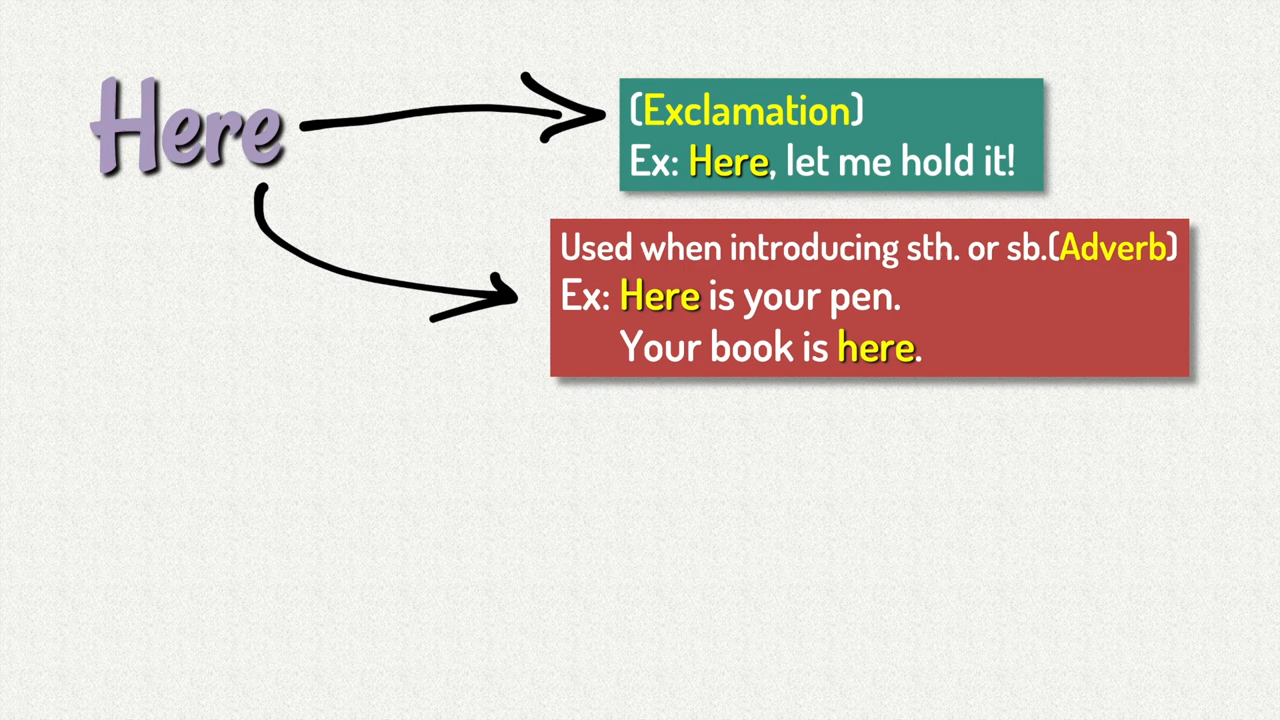 Here
(Exclamation)
Ex: Here, let me hold it!
Used when introducing sth. or sb.(Adverb)
Ex: Here is your pen.
Your book is here.